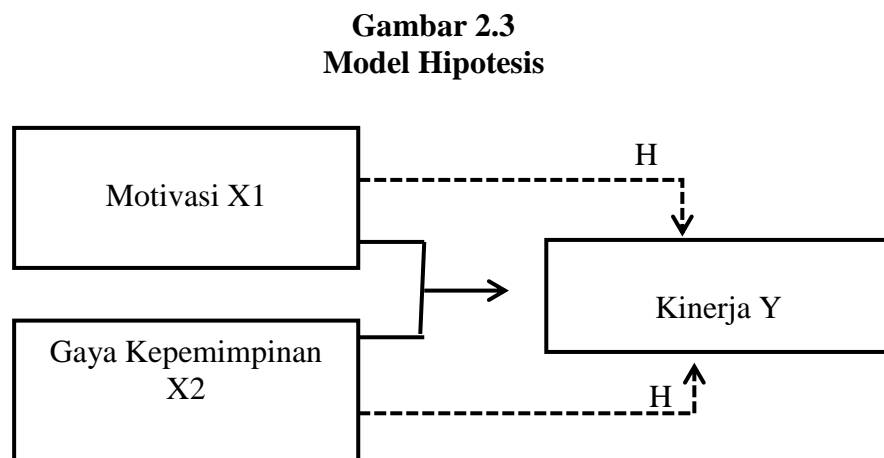 Gambar 2.3
Model Hipotesis
H
Motivasi X1
Kinerja Y
Gaya Kepemimpinan
X2
H